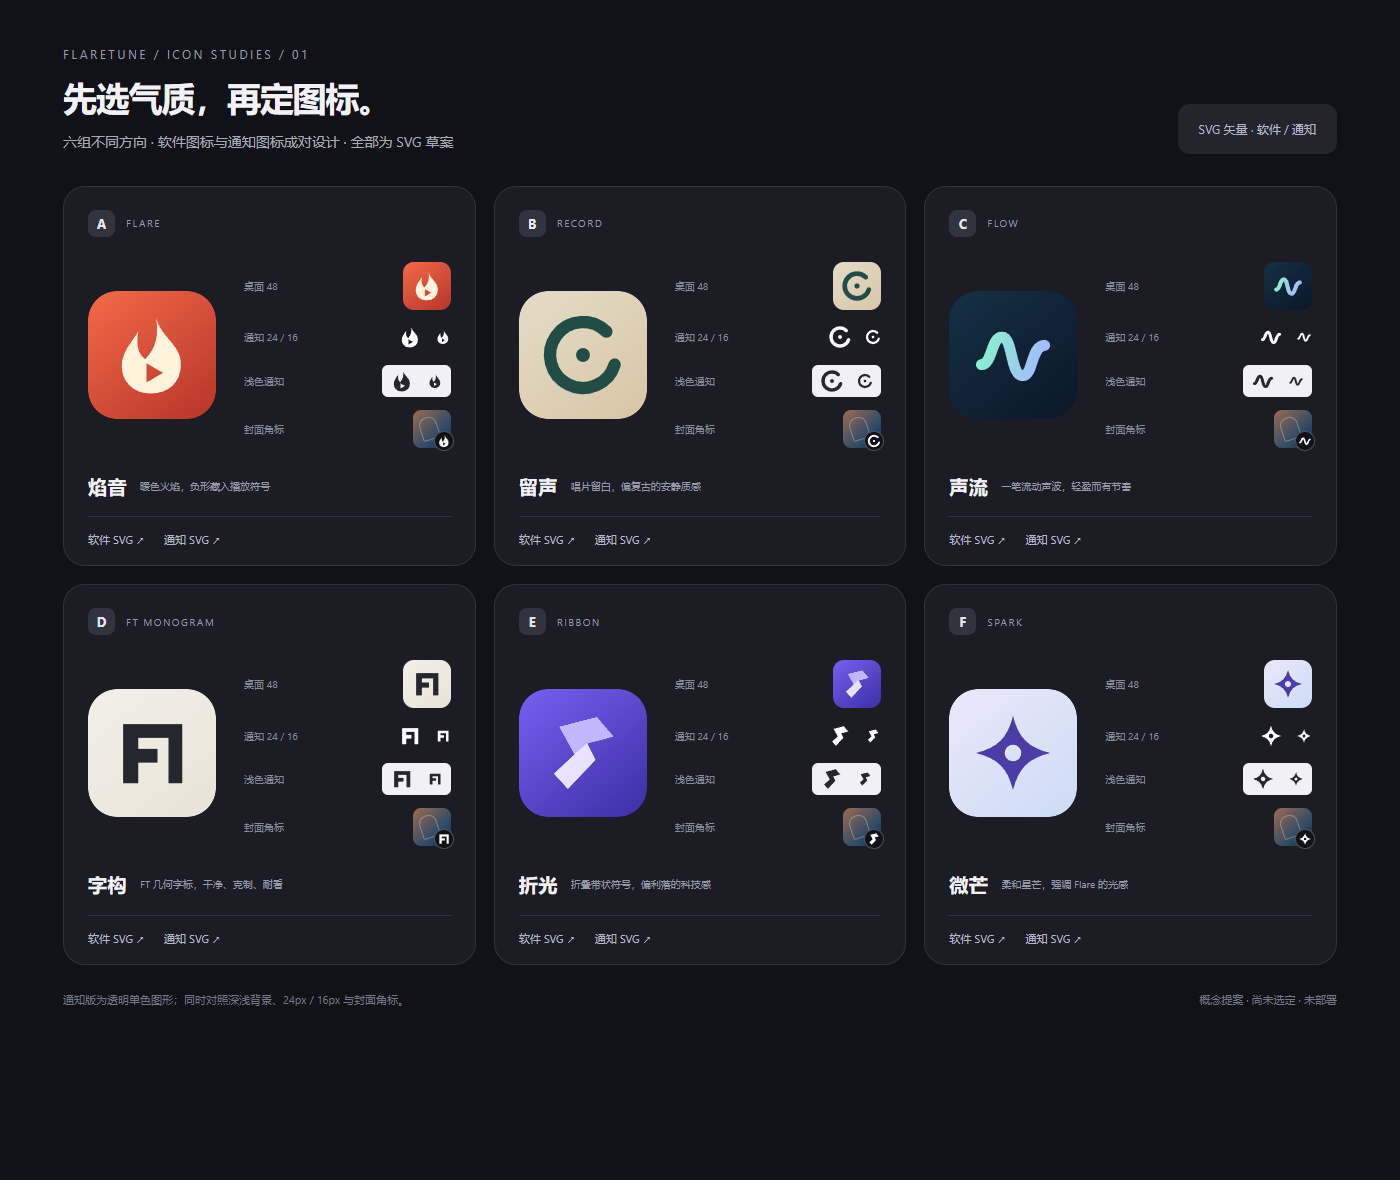 FLARETUNE / ICON STUDIES / 01
先选气质，再定图标。
六组不同方向 · 软件图标与通知图标成对设计 · 全部为 SVG 草案
SVG 矢量 · 软件 / 通知
A FLARE
桌面 48
通知 24 / 16
浅色通知
封面角标
焰音 暖色火焰，负形藏入播放符号
软件 SVG ↗ 通知 SVG ↗
B RECORD
桌面 48
通知 24 / 16
浅色通知
封面角标
留声 唱片留白，偏复古的安静质感
软件 SVG ↗ 通知 SVG ↗
C FLOW
桌面 48
通知 24 / 16
浅色通知
封面角标
声流 一笔流动声波，轻盈而有节奏
软件 SVG ↗ 通知 SVG ↗
D FT MONOGRAM
桌面 48
通知 24 / 16
浅色通知
封面角标
字构 FT 几何字标，干净、克制、耐看
软件 SVG ↗ 通知 SVG ↗
E RIBBON
桌面 48
通知 24 / 16
浅色通知
封面角标
折光 折叠带状符号，偏利落的科技感
软件 SVG ↗ 通知 SVG ↗
F SPARK
桌面 48
通知 24 / 16
浅色通知
封面角标
微芒 柔和星芒，强调 Flare 的光感
软件 SVG ↗ 通知 SVG ↗
通知版为透明单色图形；同时对照深浅背景、24px / 16px 与封面角标。
概念提案 · 尚未选定 · 未部署